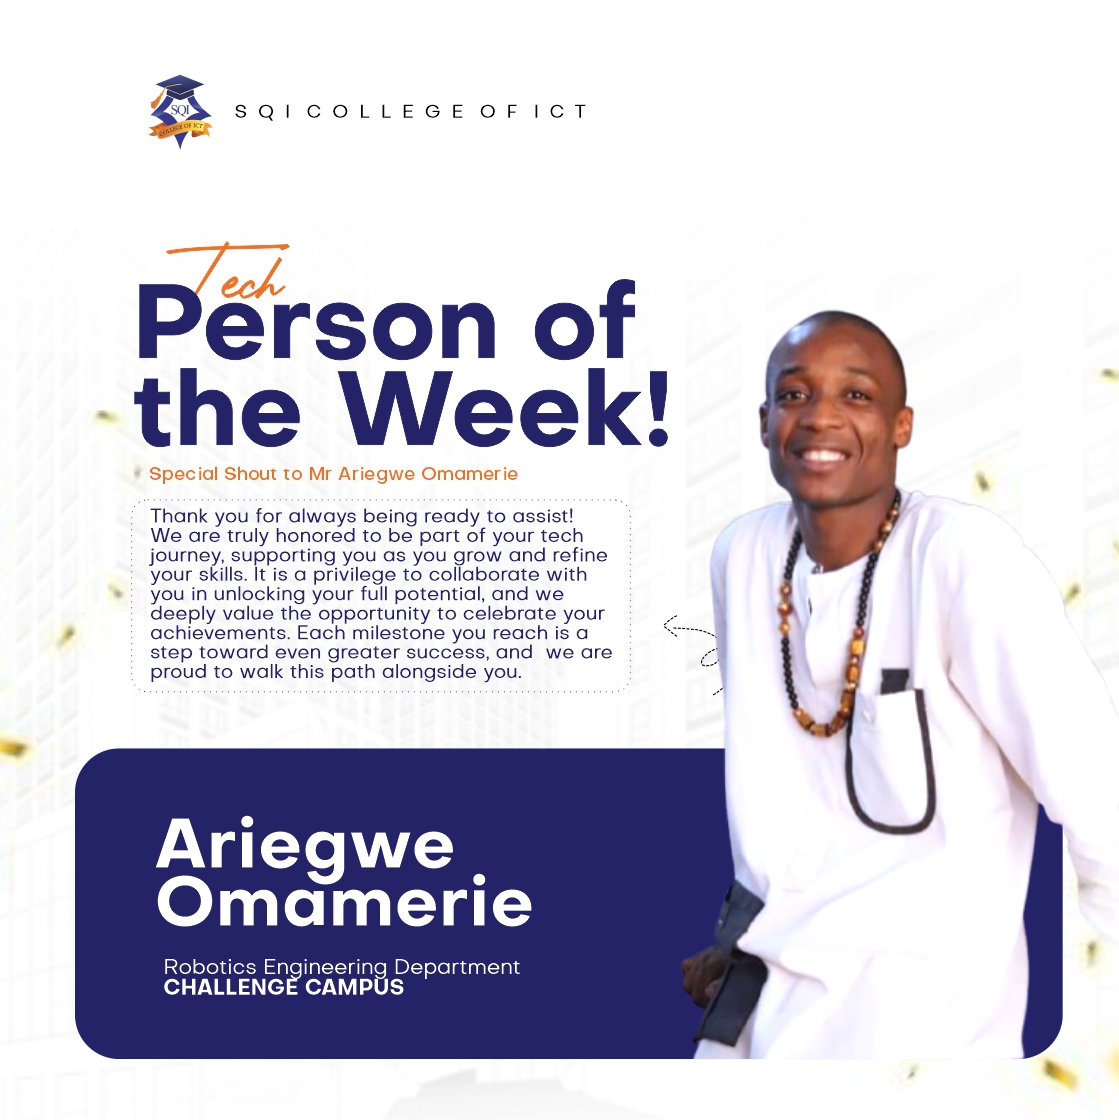 SQI
COLLEGE OF ICT
SQI COLLEGE OF ICT
Tech
Person of
the Week!
Special Shout to Mr Ariegwe Omamerie
Thank you for always being ready to assist!
We are truly honored to be part of your tech
journey, supporting you as you grow and refine
your skills. It is a privilege to collaborate with
you in unlocking your full potential, and we
deeply value the opportunity to celebrate your
achievements. Each milestone you reach is a
step toward even greater success, and  we are
proud to walk this path alongside you.
Ariegwe
Omamerie
Robotics Engineering Department
CHALLENGE CAMPUS